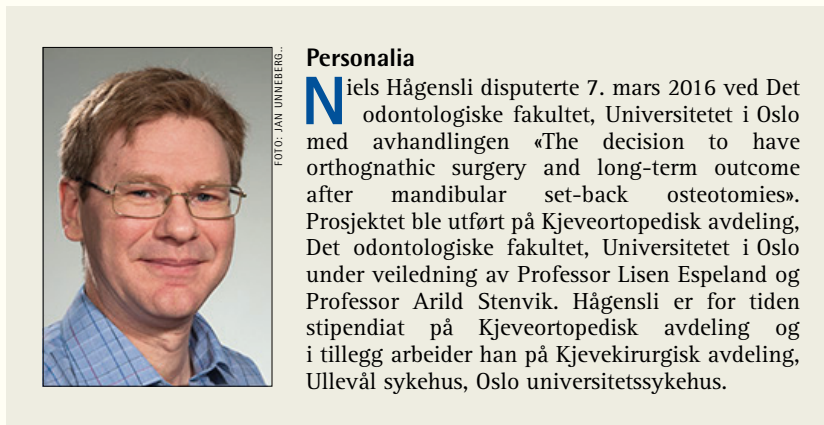 FOTO: JAN UNNEBERG..
Personalia
Niels Hågensli disputerte 7. mars 2016 ved Det
odontologiske fakultet, Universitetet i Oslo
med avhandlingen «The decision to have
orthognathic surgery and long-term outcome
after mandibular set-back osteotomies».
Prosjektet ble utført på Kjeveortopedisk avdeling,
Det odontologiske fakultet, Universitetet i Oslo
under veiledning av Professor Lisen Espeland og
Professor Arild Stenvik. Hågensli er for tiden
stipendiat på Kjeveortopedisk avdeling og
i tillegg arbeider han på Kjevekirurgisk avdeling,
Ullevål sykehus, Oslo universitetssykehus.